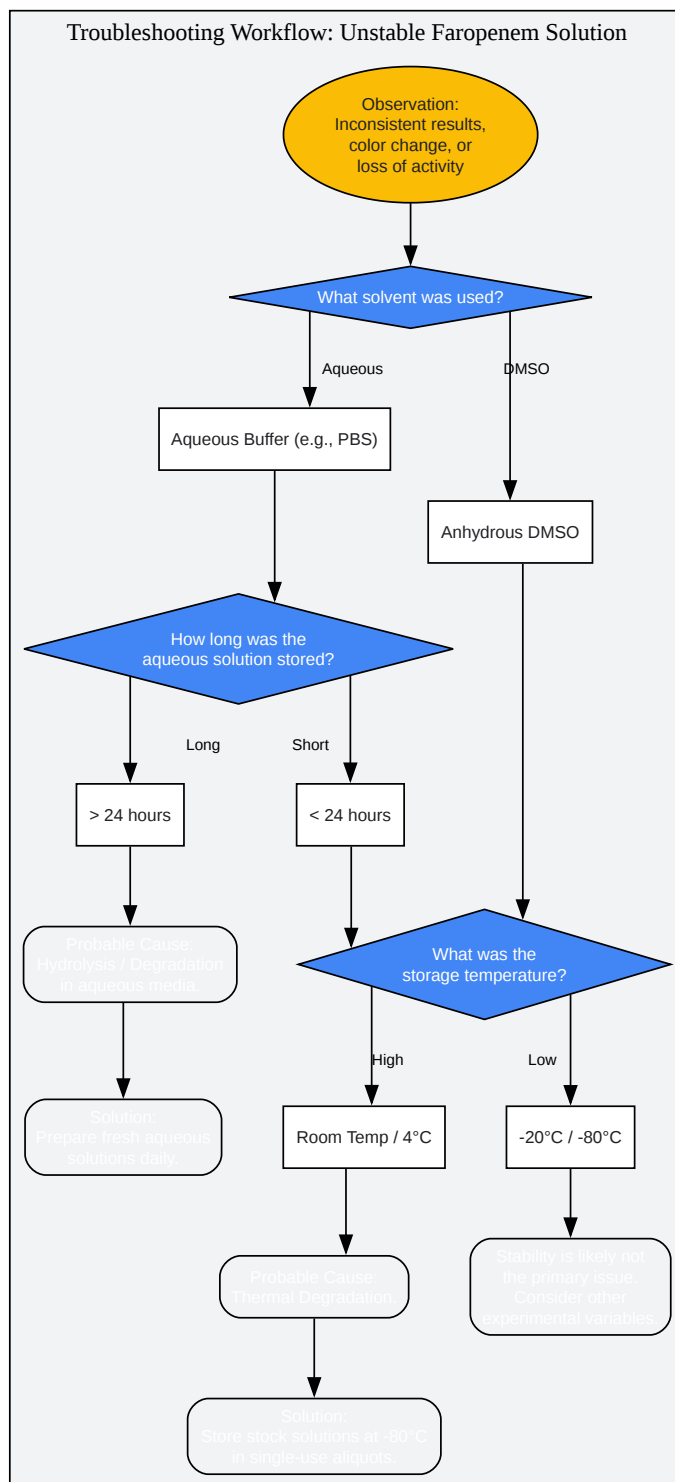 Troubleshooting Workflow: Unstable Faropenem Solution
Observation:
Inconsistent results,
color change, or
loss of activity
What solvent was used?
Aqueous
DMSO
Aqueous Buffer (e.g., PBS)
Anhydrous DMSO
How long was the
aqueous solution stored?
Long
Short
> 24 hours
< 24 hours
Probable Cause:
Hydrolysis / Degradation
in aqueous media.
What was the
storage temperature?
Solution:
Prepare fresh aqueous
solutions daily.
High
Low
Room Temp / 4°C
-20°C / -80°C
Probable Cause:
Thermal Degradation.
Stability is likely not
the primary issue.
Consider other
experimental variables.
Solution:
Store stock solutions at -80°C
in single-use aliquots.